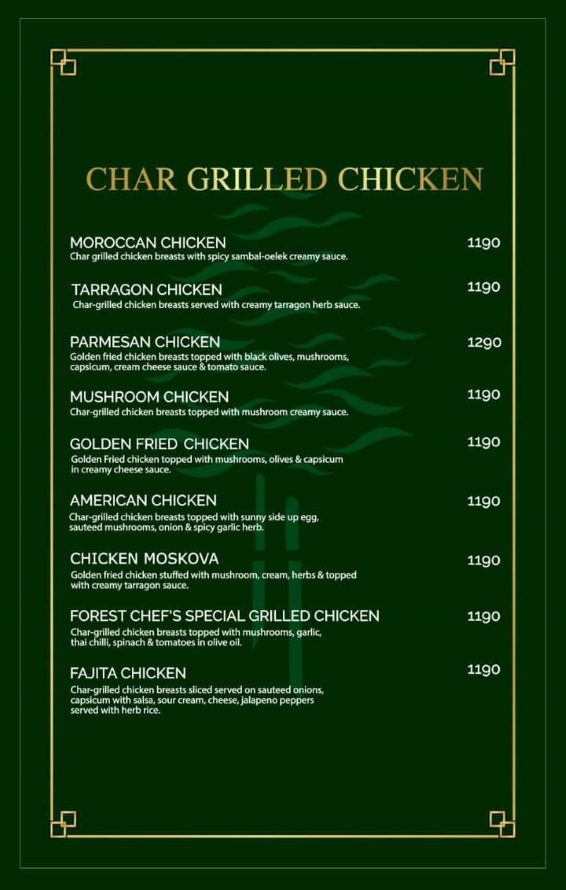 CHAR GRILLED CHICKEN
MOROCCAN CHICKEN 1190
Char grilled chicken breasts with spicy sambal-oelek creamy sauce.
TARRAGON CHICKEN 1190
Char-grilled chicken breasts served with creamy tarragon herb sauce.
PARMESAN CHICKEN 1290
Golden fried chicken breasts topped with black olives, mushrooms,
capsicum, cream cheese sauce & tomato sauce.
MUSHROOM CHICKEN 1190
Char-grilled chicken breasts topped with mushroom creamy sauce.
GOLDEN FRIED CHICKEN 1190
Golden Fried chicken topped with mushrooms, olives & capsicum
in creamy cheese sauce.
AMERICAN CHICKEN 1190
Char-grilled chicken breasts topped with sunny side up egg,
sauteed mushrooms, onion & spicy garlic herb.
CHICKEN MOSKOVA 1190
Golden fried chicken stuffed with mushroom, cream, herbs & topped
with creamy tarragon sauce.
FOREST CHEF'S SPECIAL GRILLED CHICKEN 1190
Char-grilled chicken breasts topped with mushrooms, garlic,
thai chilli, spinach & tomatoes in olive oil.
FAJITA CHICKEN 1190
Char-grilled chicken breasts sliced served on sauteed onions,
capsicum with salsa, sour cream, cheese, jalapeno peppers
served with herb rice.